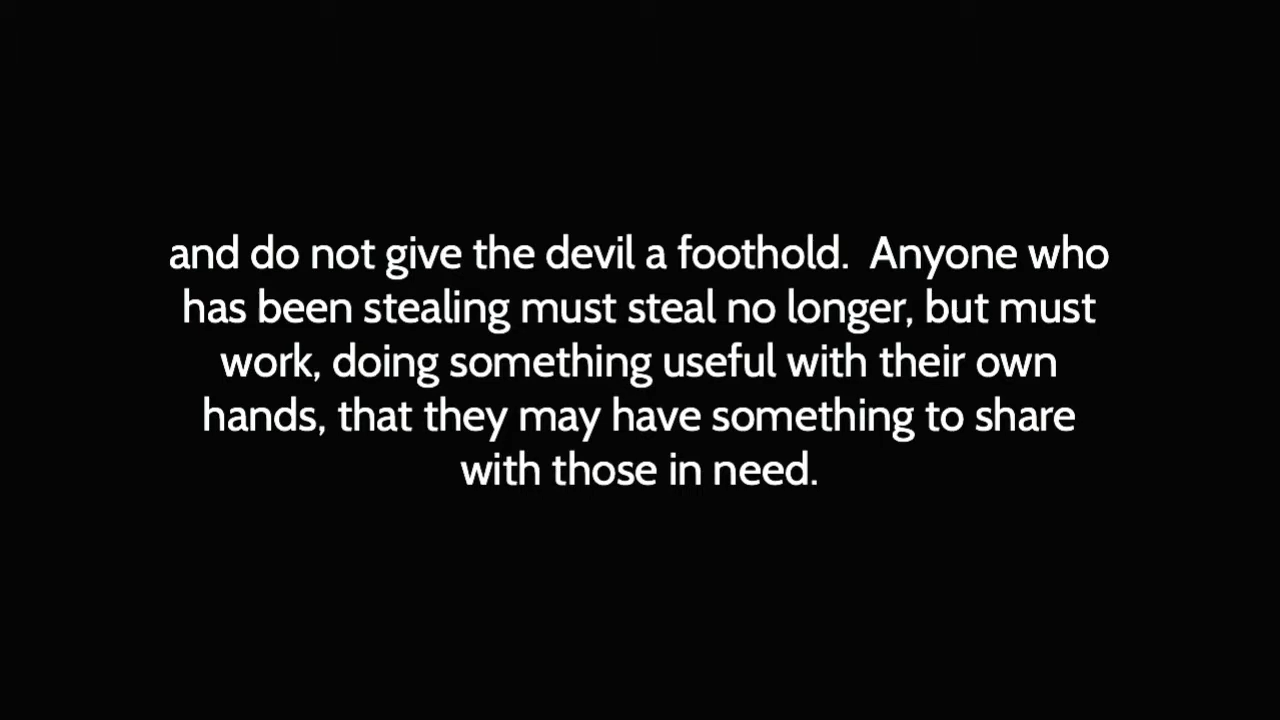 and do not give the devil a foothold.  Anyone who
has been stealing must steal no longer, but must
work, doing something useful with their own
hands, that they may have something to share
with those in need.